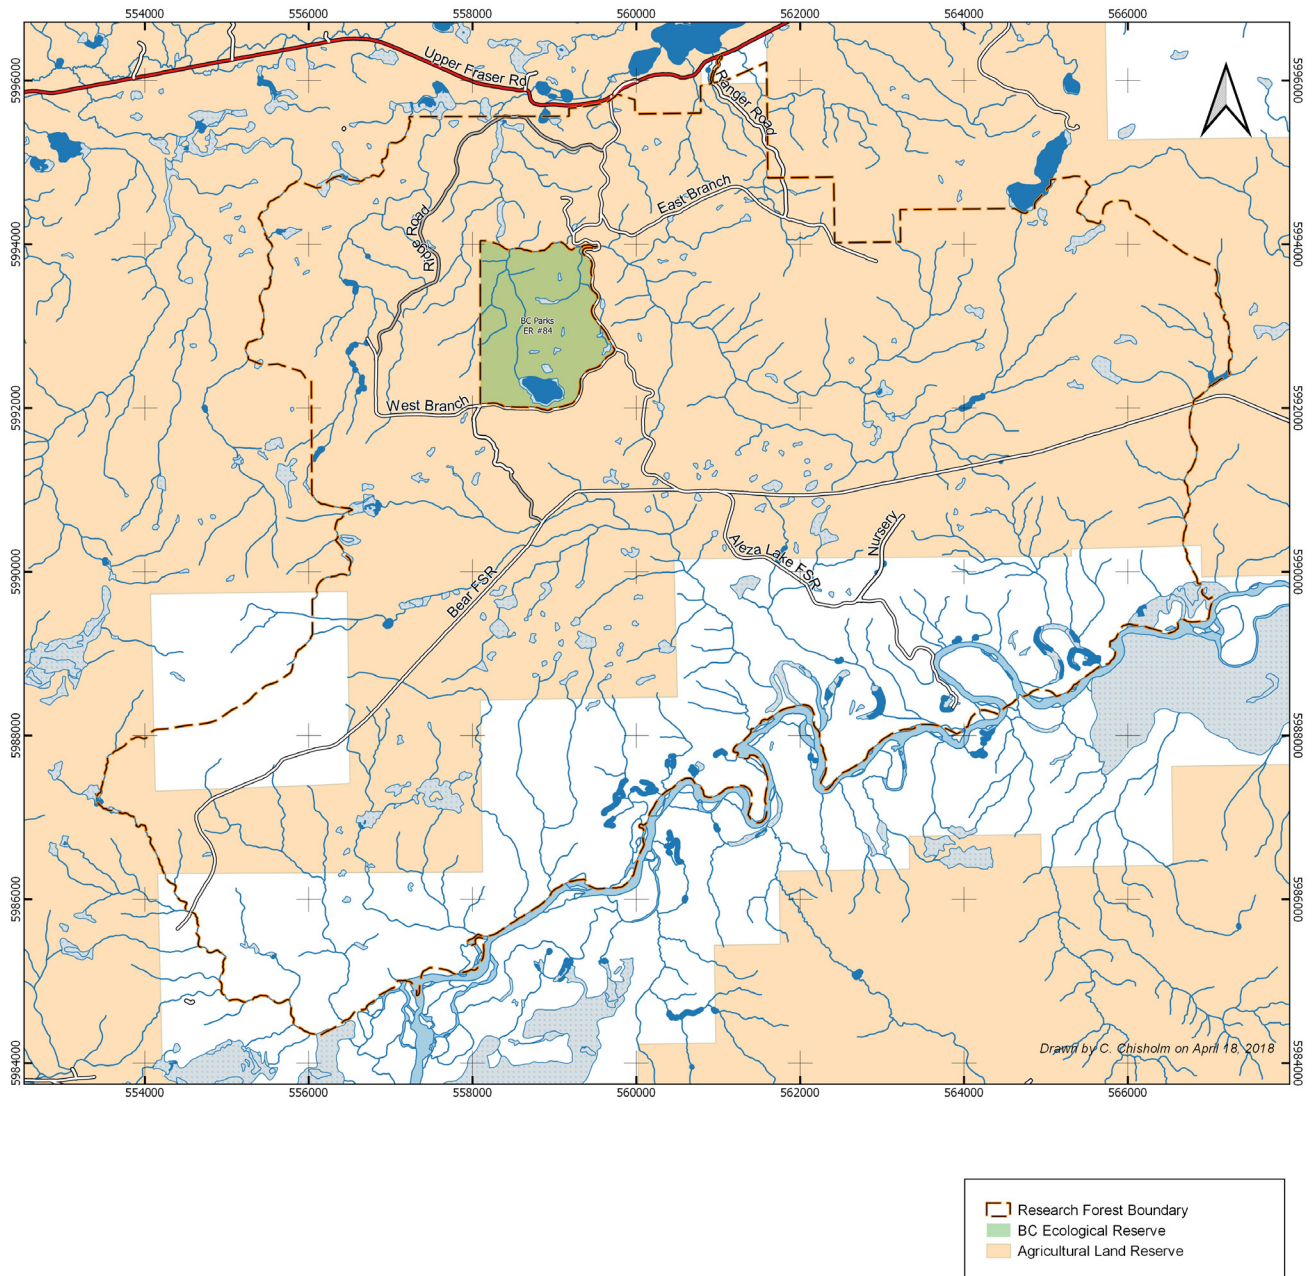 554000 556000 558000 560000 562000 564000 566000
5996000
5996000
Upper Fraser Rd
Hanger Road
East Branch
Ridge Road
5994000
5994000
BC Parks
ER #84
West Branch
5992000
5992000
Nursery
Aleza Lake FSR
Bear FSR
5990000
5990000
5988000
5988000
5986000
5986000
Drawn by C. Chisholm on April 18, 2018
5984000
5984000
554000 556000 558000 560000 562000 564000 566000
Research Forest Boundary
BC Ecological Reserve
Agricultural Land Reserve